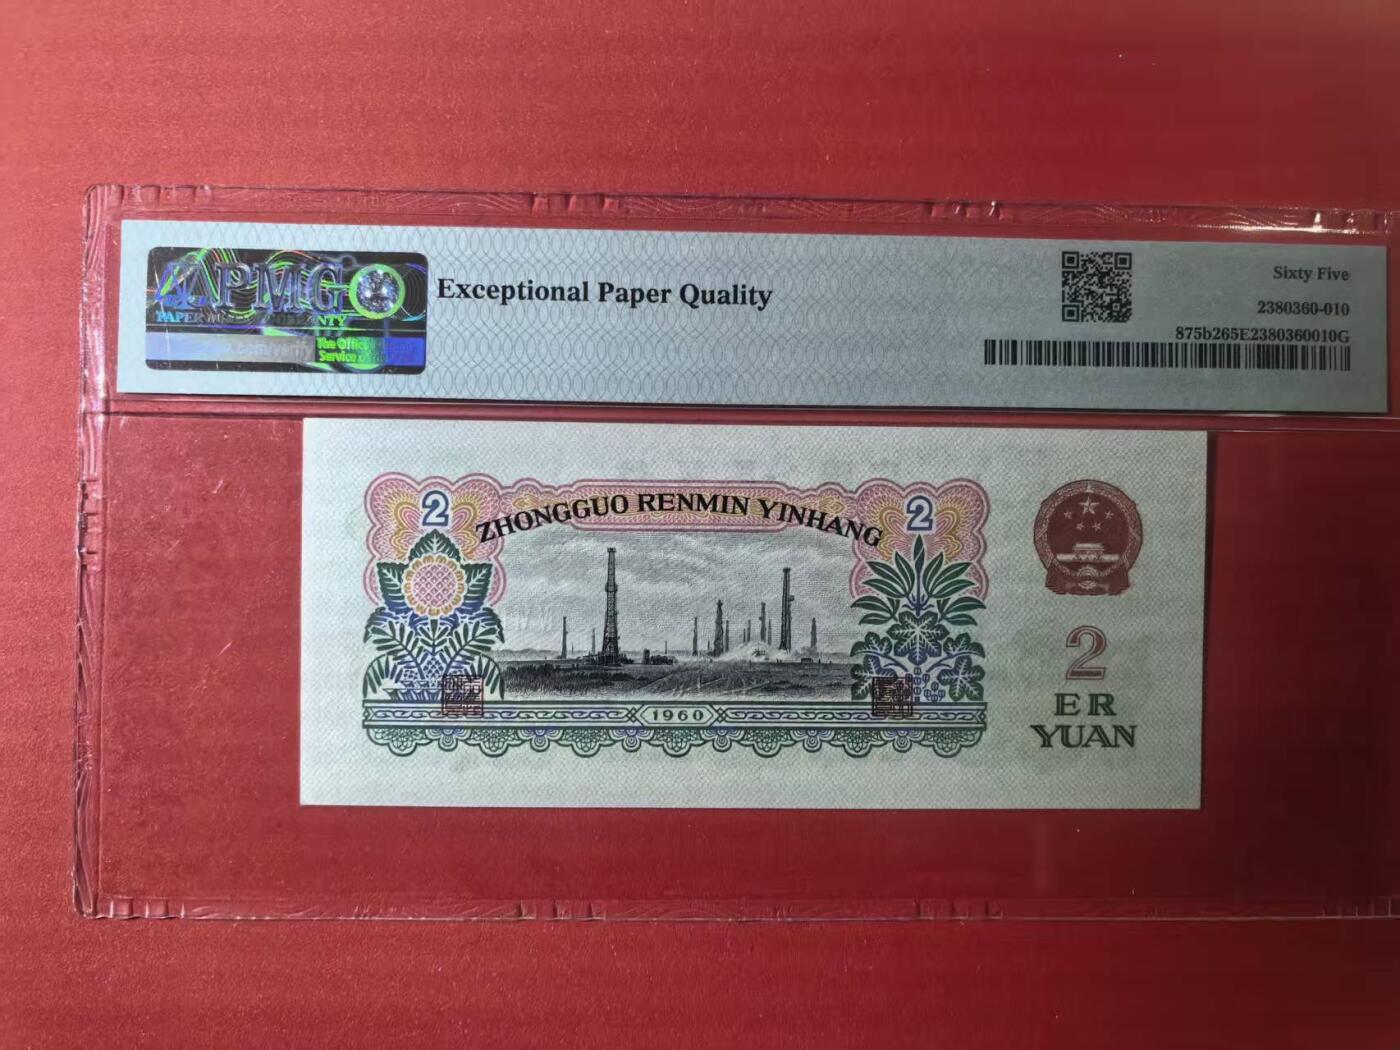 PMG
Exceptional Paper Quality
Sixty Five
2380360-010
875b265E2380360010G
2
ZHONGGUO RENMIN YINHANG
2
1960
2
ER
YUAN